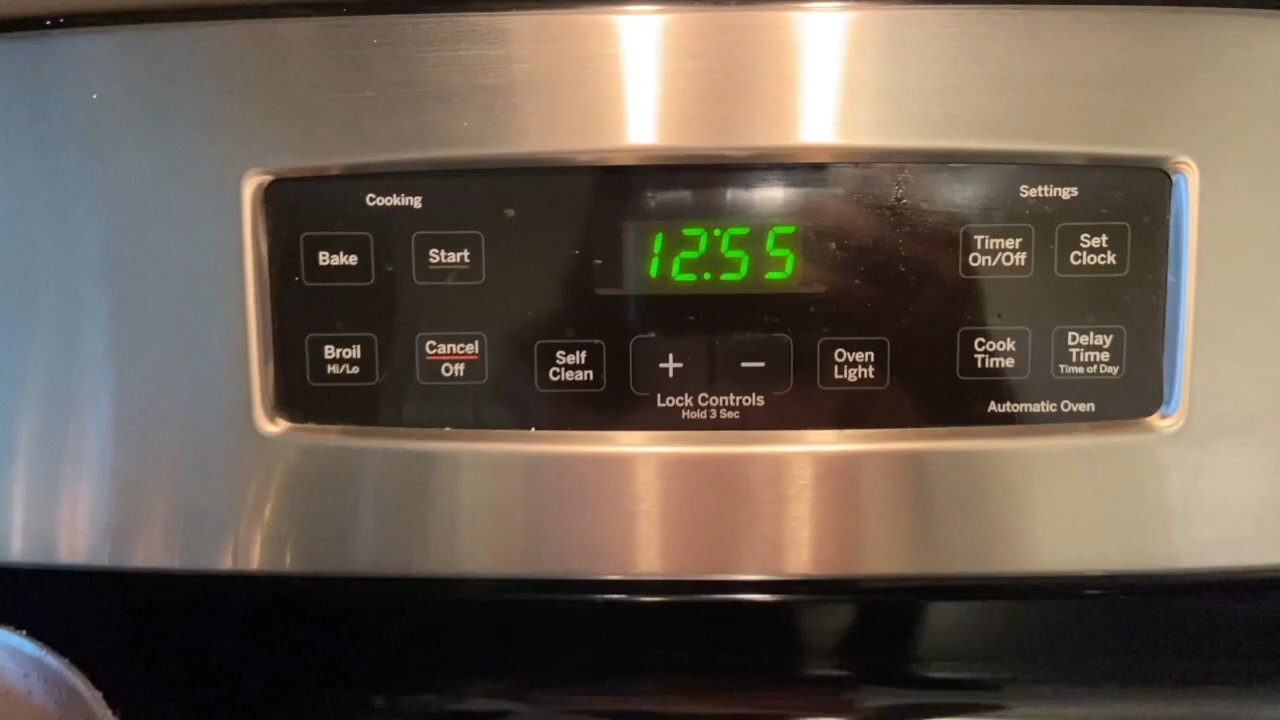 Cooking
Settings
Bake
Start
12:55
Timer
On/Off
Set
Clock
Broil
Hi/Lo
Cancel
Off
Self
Clean
+
−
Lock Controls
Hold 3 Sec
Oven
Light
Cook
Time
Delay
Time
Time of Day
Automatic Oven